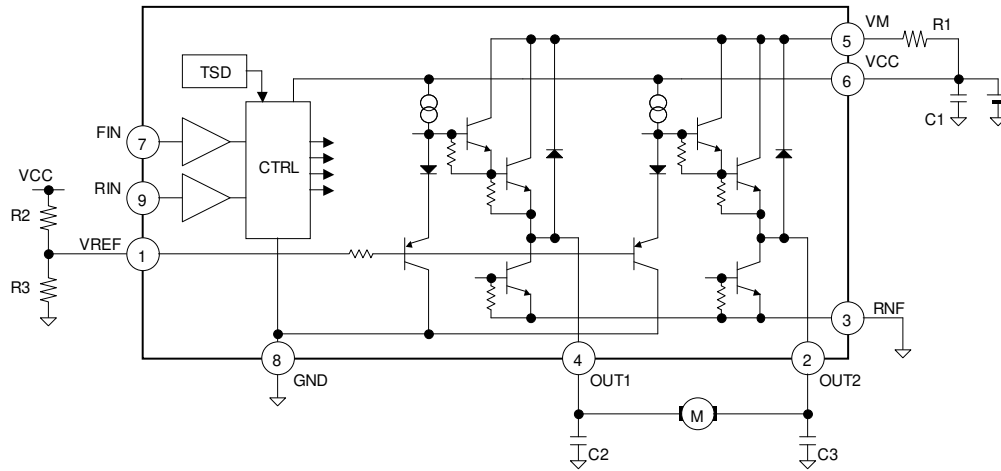 VM
R1
5
TSD
VCC
6
FIN
7
C1
CTRL
VCC
RIN
9
R2
VREF
1
R3
RNF
3
8
4
2
GND
OUT1
OUT2
M
C2
C3